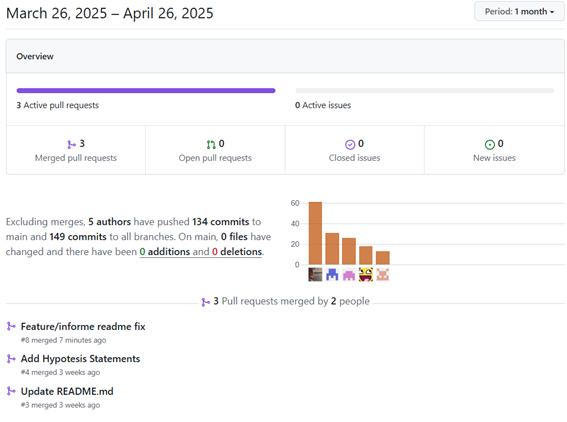 March 26, 2025 – April 26, 2025
Period: 1 month
Overview
3 Active pull requests
0 Active issues
3
Merged pull requests
0
Open pull requests
0
Closed issues
0
New issues
Excluding merges, 5 authors have pushed 134 commits to
main and 149 commits to all branches. On main, 0 files have
changed and there have been 0 additions and 0 deletions.
60
40
20
0
3 Pull requests merged by 2 people
Feature/informe readme fix
#8 merged 7 minutes ago
Add Hypotesis Statements
#4 merged 3 weeks ago
Update README.md
#3 merged 3 weeks ago